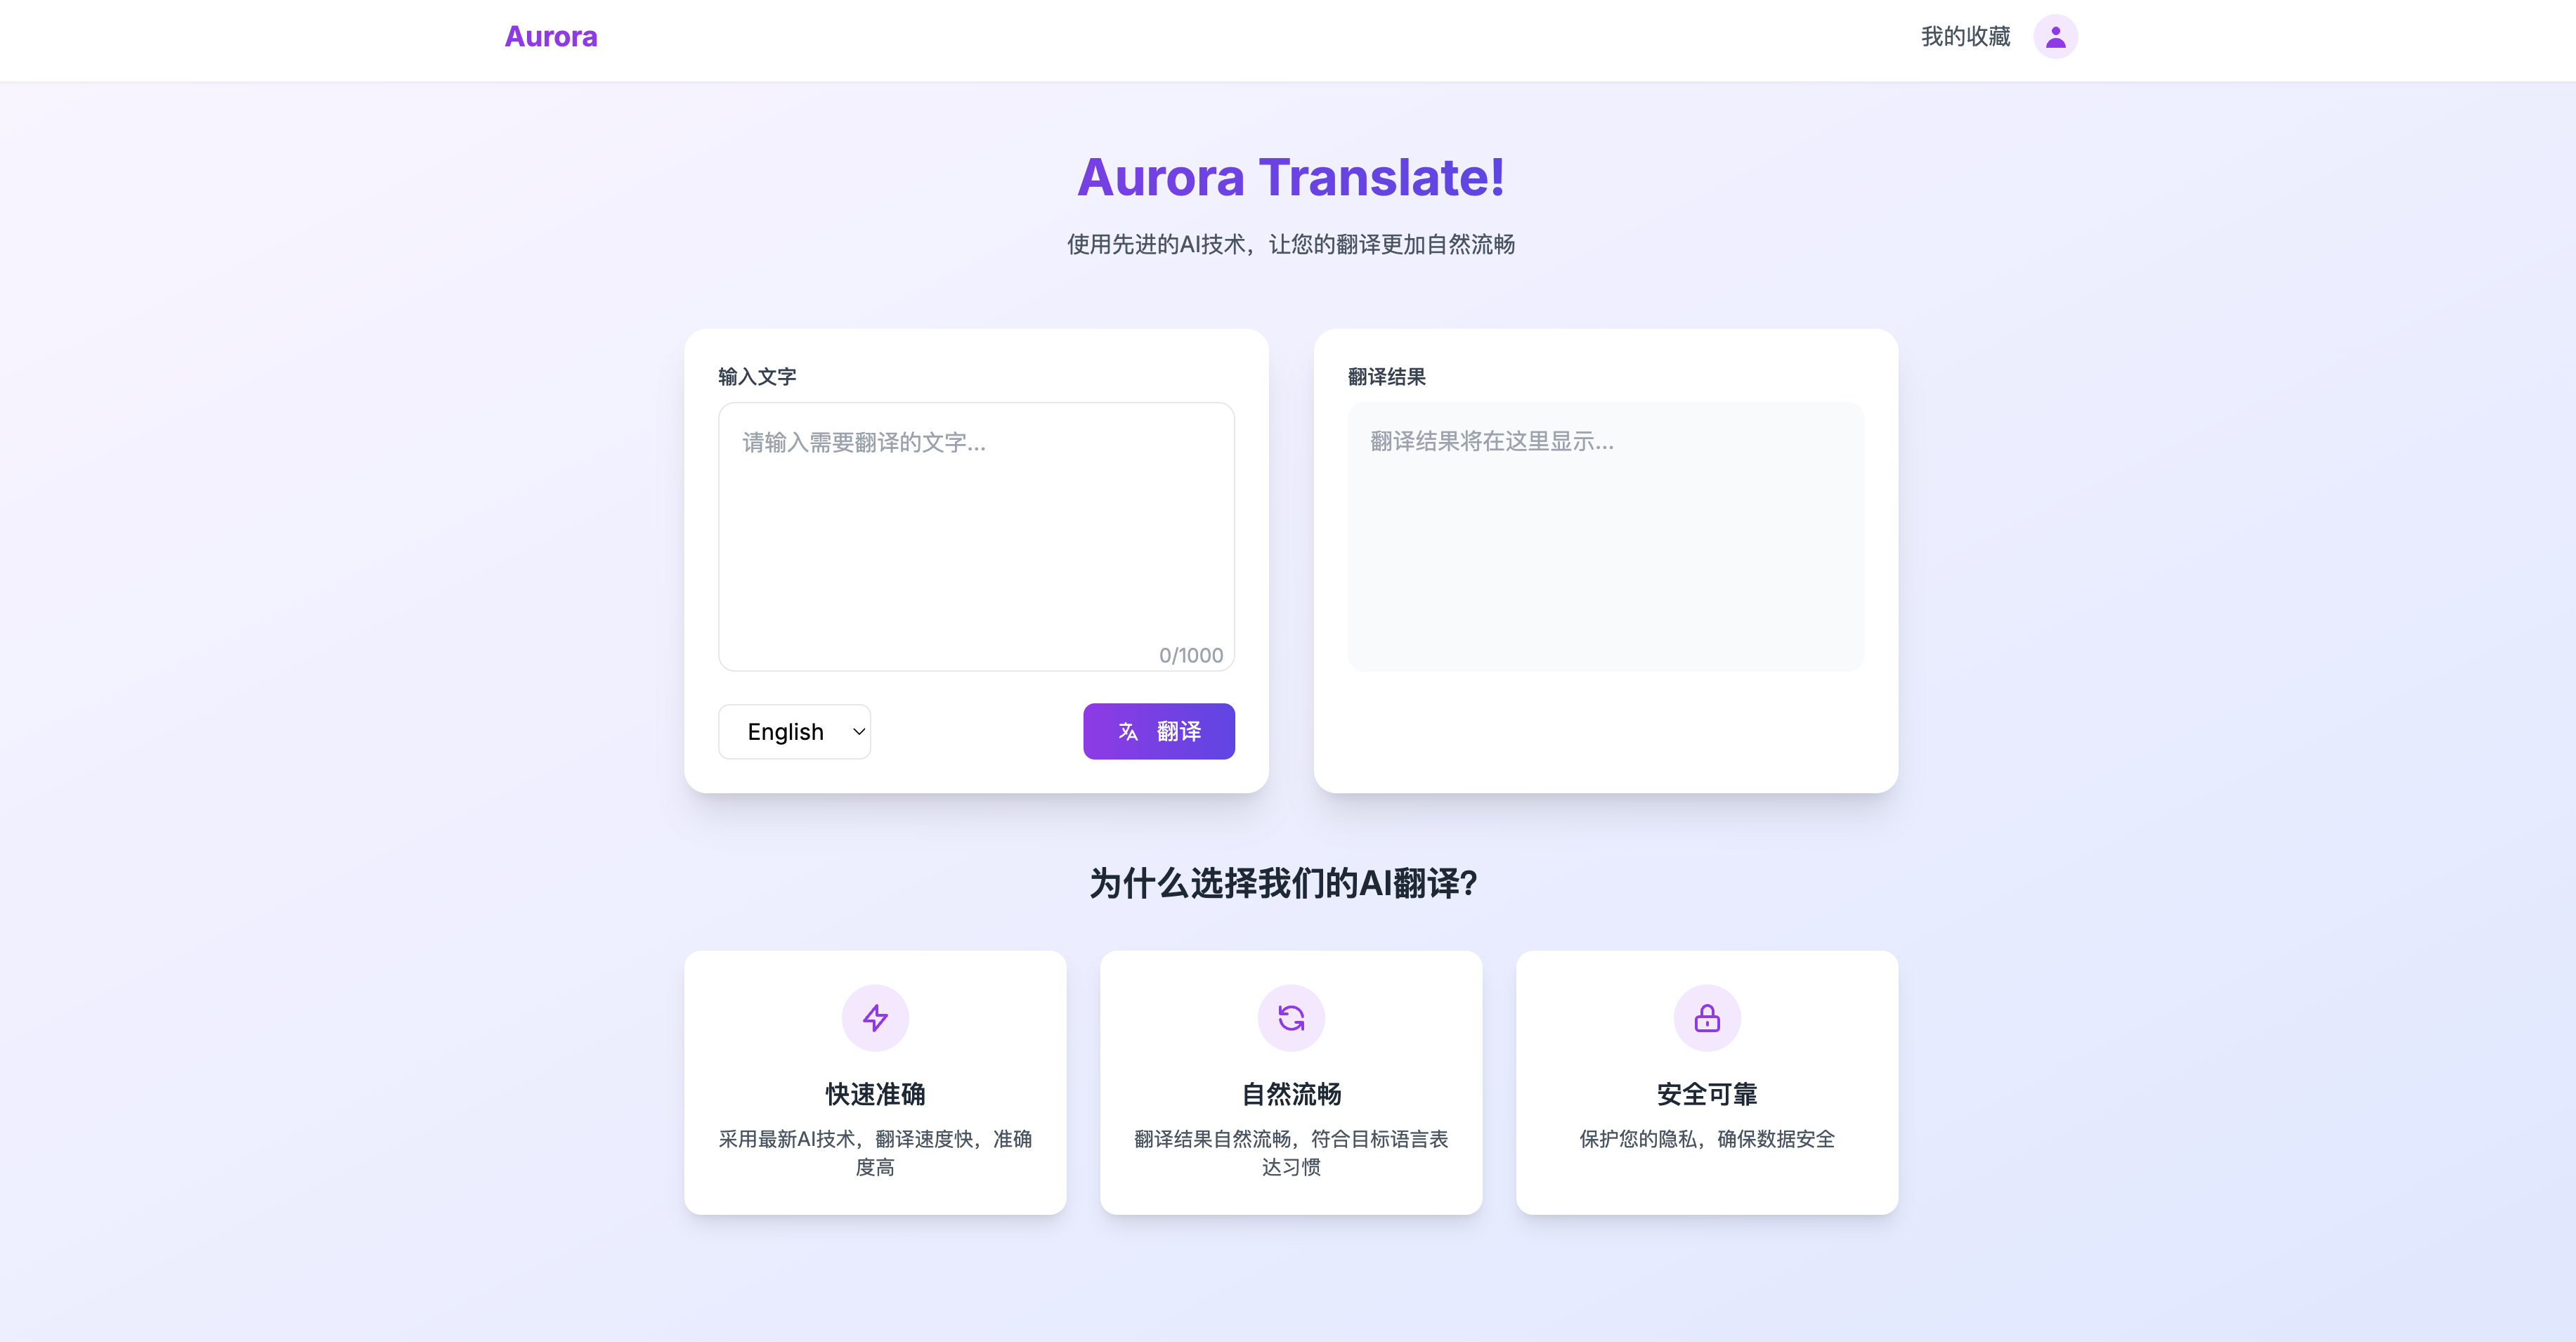 Aurora
我的收藏
Aurora Translate!
使用先进的AI技术，让您的翻译更加自然流畅
输入文字
请输入需要翻译的文字...
0/1000
English
翻译
翻译结果
翻译结果将在这里显示...
为什么选择我们的AI翻译?
快速准确
采用最新AI技术，翻译速度快，准确
度高
自然流畅
翻译结果自然流畅，符合目标语言表
达习惯
安全可靠
保护您的隐私，确保数据安全